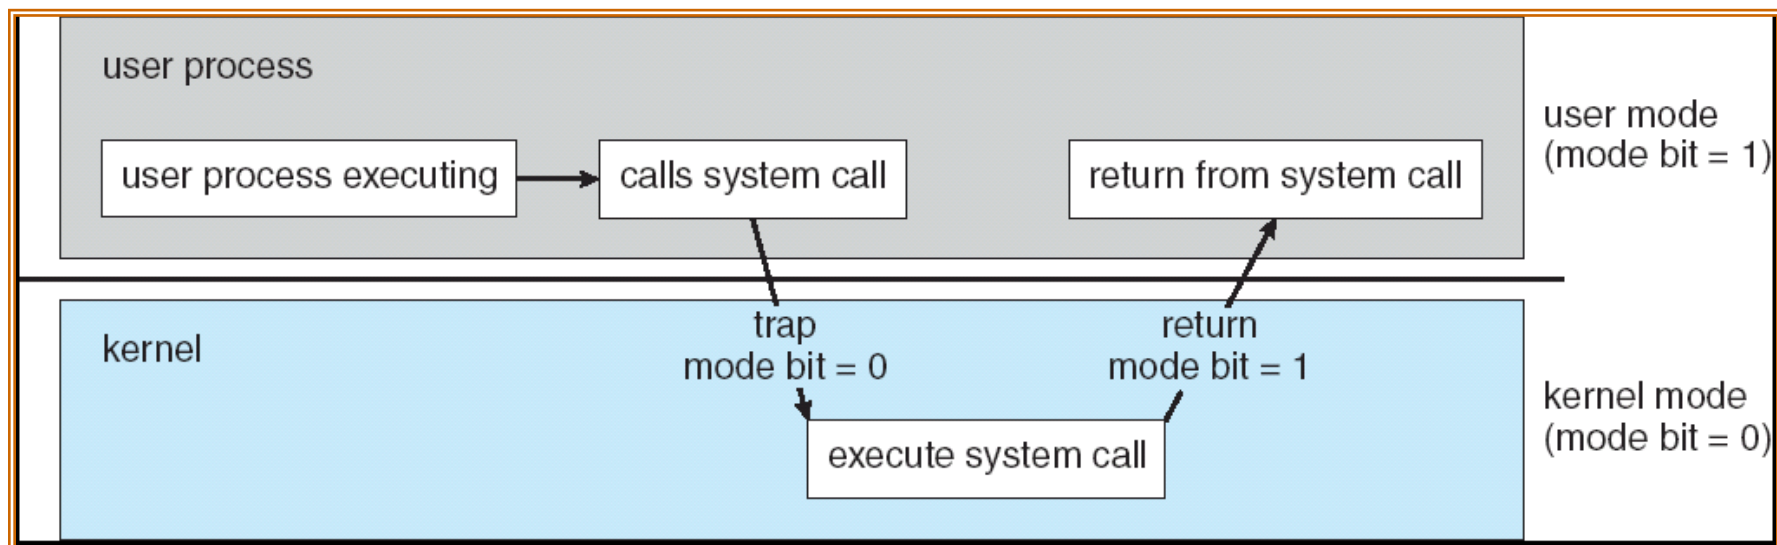 user process
user process executing
calls system call
return from system call
user mode
(mode bit = 1)
kernel
trap
mode bit = 0
return
mode bit = 1
execute system call
kernel mode
(mode bit = 0)